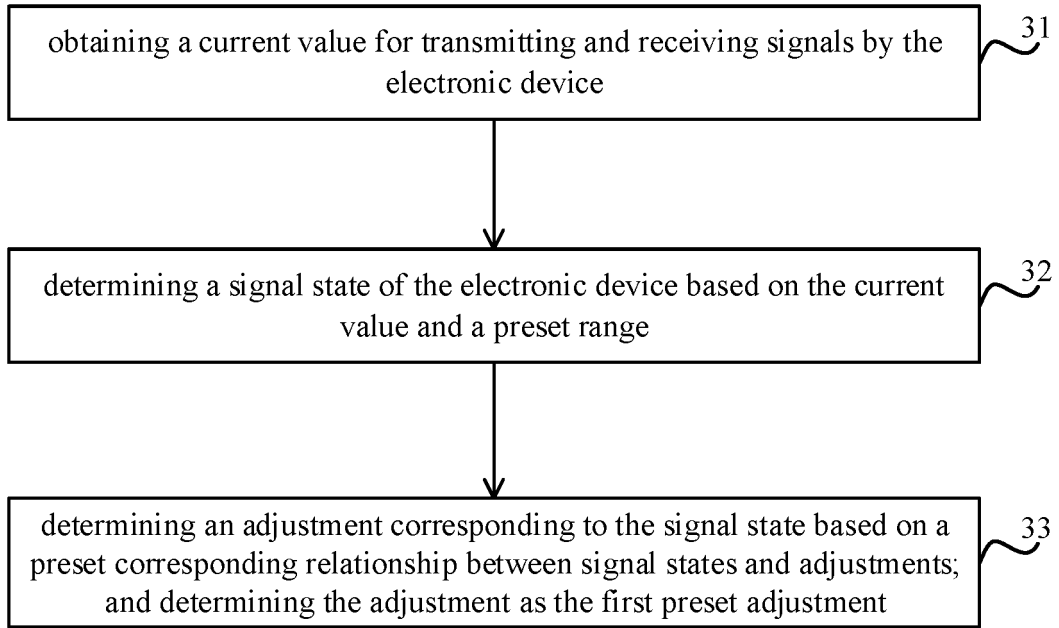 obtaining a current value for transmitting and receiving signals by the
electronic device
31
determining a signal state of the electronic device based on the current
value and a preset range
32
determining an adjustment corresponding to the signal state based on a
preset corresponding relationship between signal states and adjustments;
and determining the adjustment as the first preset adjustment
33